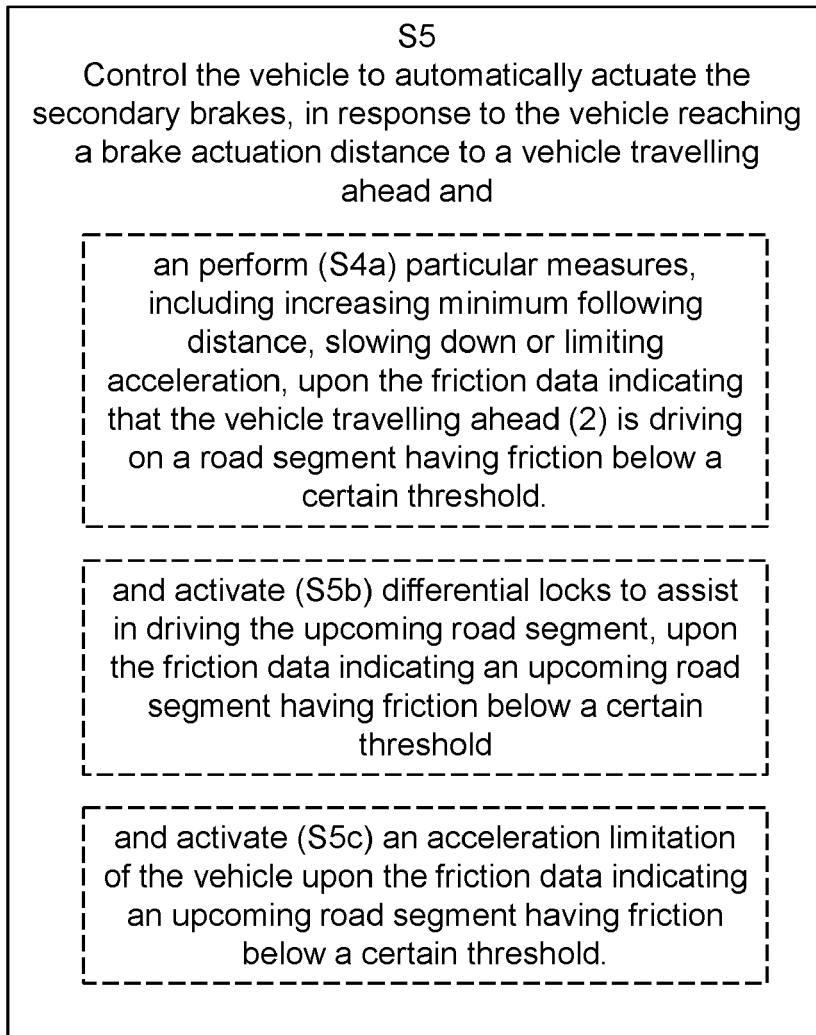 S5
Control the vehicle to automatically actuate the
secondary brakes, in response to the vehicle reaching
a brake actuation distance to a vehicle travelling
ahead and
an perform (S4a) particular measures,
including increasing minimum following
distance, slowing down or limiting
acceleration, upon the friction data indicating
that the vehicle travelling ahead (2) is driving
on a road segment having friction below a
certain threshold.
and activate (S5b) differential locks to assist
in driving the upcoming road segment, upon
the friction data indicating an upcoming road
segment having friction below a certain
threshold
and activate (S5c) an acceleration limitation
of the vehicle upon the friction data indicating
an upcoming road segment having friction
below a certain threshold.